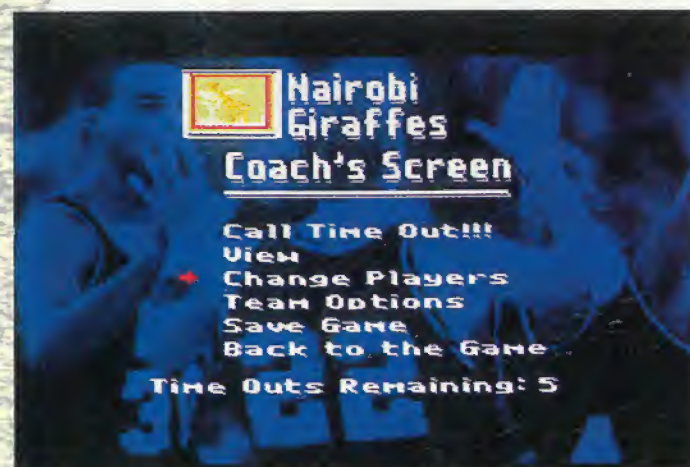 Nairobi
Giraffes
Coach's Screen
Call Time Out!!!
View
Change Players
Team Options
Save Game
Back to the Game
Time Outs Remaining: 5
22